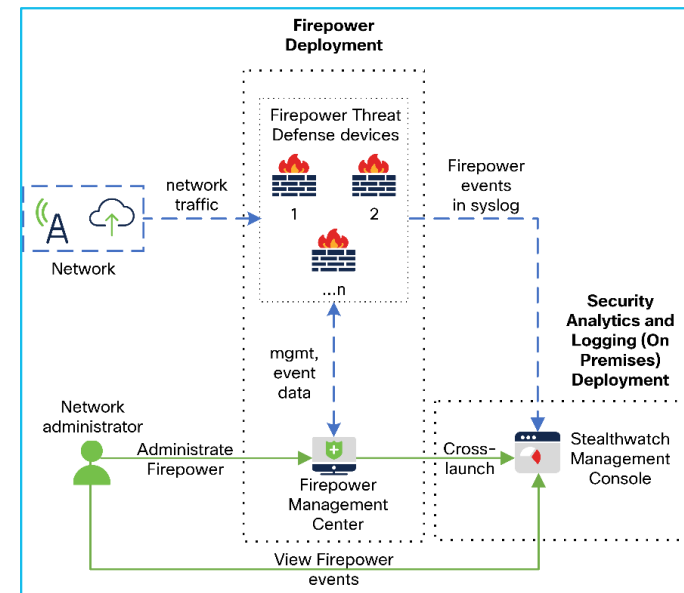 Firepower
Deployment
Firepower Threat
Defense devices
1
2
...n
network
traffic
Network
Firepower
events
in syslog
Security
Analytics and
Logging (On
Premises)
Deployment
mgmt,
event
data
Network
administrator
Administrate
Firepower
Firepower
Management
Center
Cross-
launch
Stealthwatch
Management
Console
View Firepower
events